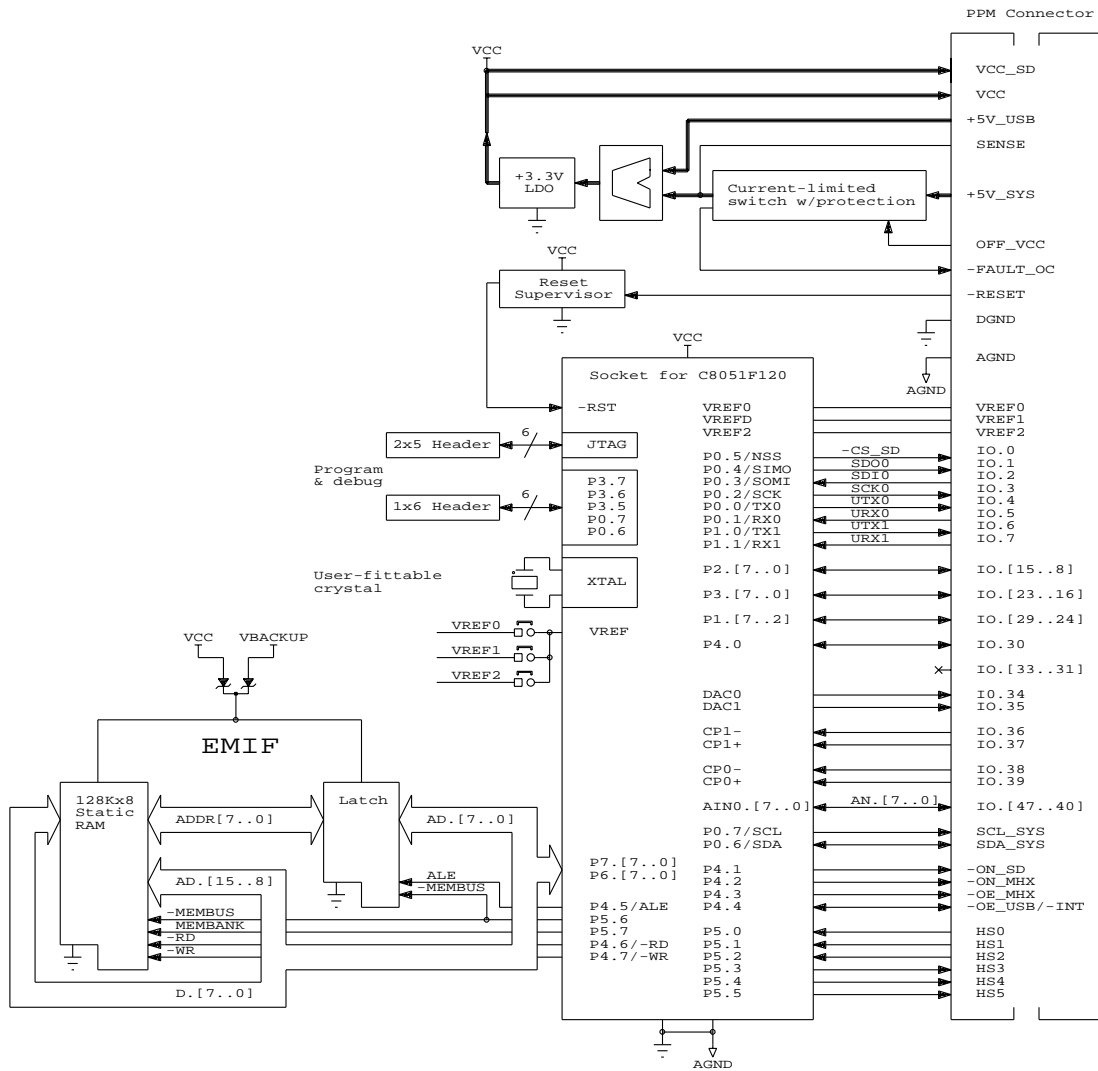 PPM Connector
VCC
VCC_SD
VCC
+5V_USB
SENSE
+3.3V
LDO
Current-limited
switch w/protection
+5V_SYS
OFF_VCC
-FAULT_OC
VCC
Reset
Supervisor
-RESET
DGND
AGND
AGND
VCC
Socket for C8051F120
-RST
VREF0
VREFD
VREF2
VREF0
VREF1
VREF2
2x5 Header
6
JTAG
Program
& debug
1x6 Header
6
P3.7
P3.6
P3.5
P0.7
P0.6
P0.5/NSS -CS_SD IO.0
P0.4/SIMO SDO0 IO.1
P0.3/SOMI SDI0 IO.2
P0.2/SCK SCK0 IO.3
P0.0/TX0 UTX0 IO.4
P0.1/RX0 URX0 IO.5
P1.0/TX1 UTX1 IO.6
P1.1/RX1 URX1 IO.7
User-fittable
crystal
XTAL
P2.[7..0] IO.[15..8]
P3.[7..0] IO.[23..16]
P1.[7..2] IO.[29..24]
P4.0 IO.30
IO.[33..31]
VREF0
VREF1
VREF2
VREF
VCC VBACKUP
DAC0 I0.34
DAC1 IO.35
CP1- IO.36
CP1+ IO.37
CP0- IO.38
CP0+ IO.39
AIN0.[7..0] AN.[7..0] IO.[47..40]
P0.7/SCL SCL_SYS
P0.6/SDA SDA_SYS
P4.1 -ON_SD
P4.2 -ON_MHX
P4.3 -OE_MHX
P4.4 -OE_USB/-INT
P5.0 HS0
P5.1 HS1
P5.2 HS2
P5.3 HS3
P5.4 HS4
P5.5 HS5
EMIF
128Kx8
Static
RAM
Latch
ADDR[7..0]
AD.[7..0]
AD.[15..8]
ALE
-MEMBUS
P7.[7..0]
P6.[7..0]
P4.5/ALE
P5.6
P5.7
P4.6/-RD
P4.7/-WR
-MEMBUS
MEMBANK
-RD
-WR
D.[7..0]
AGND